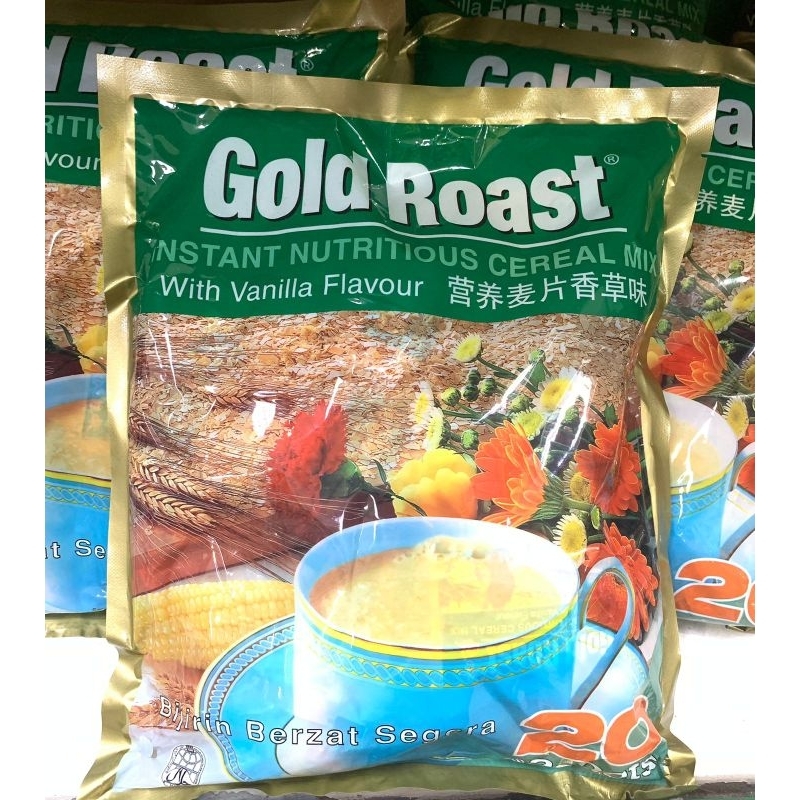 Gold Roast®
INSTANT NUTRITIOUS CEREAL MIX
With Vanilla Flavour 营养麦片香草味
Bijirin Berzat Segera
20